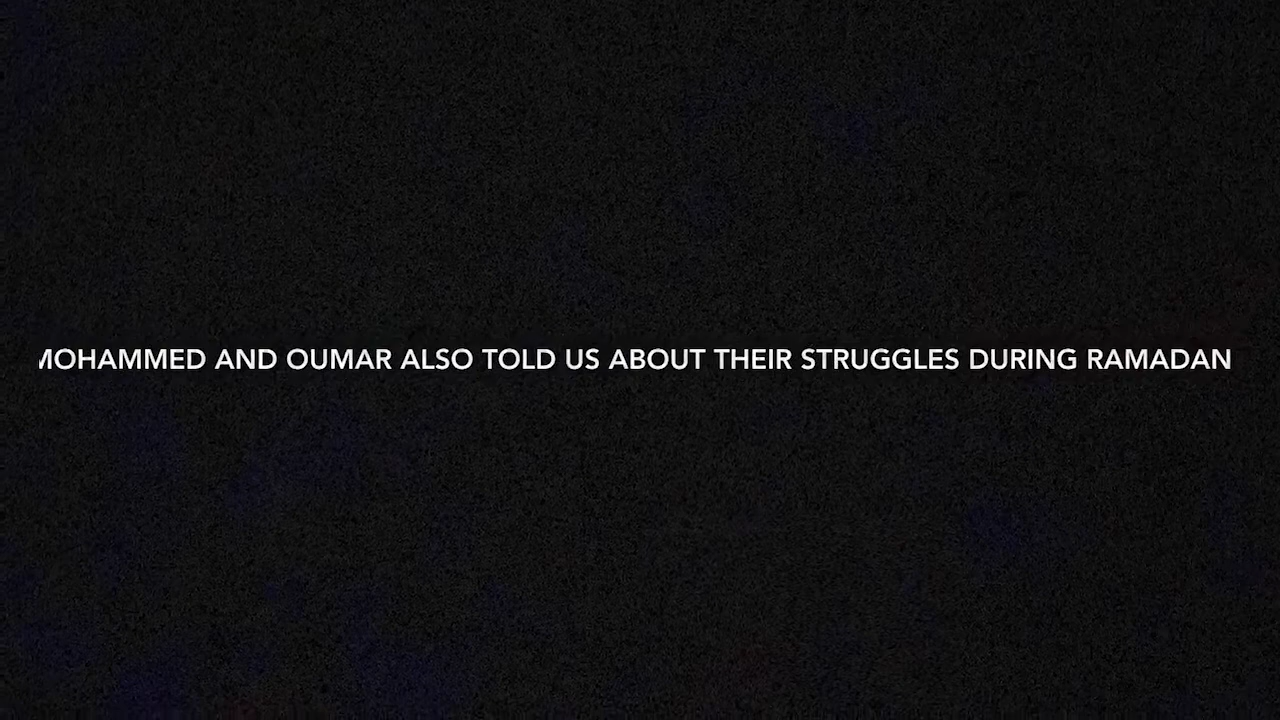 MOHAMMED AND OUMAR ALSO TOLD US ABOUT THEIR STRUGGLES DURING RAMADAN